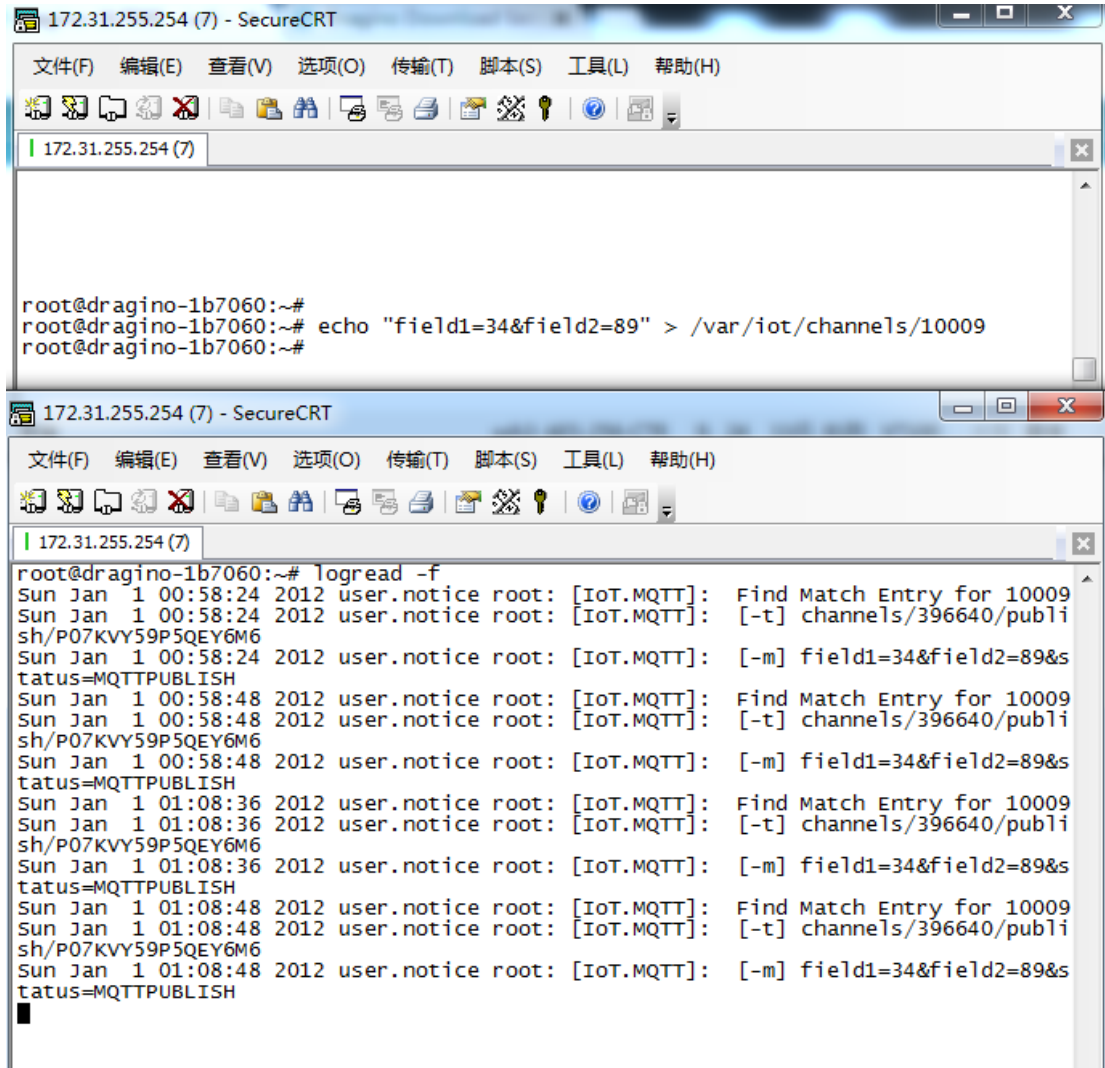 172.31.255.254 (7) - SecureCRT
文件(F) 编辑(E) 查看(V) 选项(O) 传输(T) 脚本(S) 工具(L) 帮助(H)
172.31.255.254 (7)
root@dragino-1b7060:~#
root@dragino-1b7060:~# echo "field1=34&field2=89" > /var/iot/channels/10009
root@dragino-1b7060:~#
172.31.255.254 (7) - SecureCRT
文件(F) 编辑(E) 查看(V) 选项(O) 传输(T) 脚本(S) 工具(L) 帮助(H)
172.31.255.254 (7)
root@dragino-1b7060:~# logread -f
Sun Jan  1 00:58:24 2012 user.notice root: [IoT.MQTT]:  Find Match Entry for 10009
Sun Jan  1 00:58:24 2012 user.notice root: [IoT.MQTT]:  [-t] channels/396640/publi
sh/P07KVY59P5QEY6M6
Sun Jan  1 00:58:24 2012 user.notice root: [IoT.MQTT]:  [-m] field1=34&field2=89&s
tatus=MQTTPUBLISH
Sun Jan  1 00:58:48 2012 user.notice root: [IoT.MQTT]:  Find Match Entry for 10009
Sun Jan  1 00:58:48 2012 user.notice root: [IoT.MQTT]:  [-t] channels/396640/publi
sh/P07KVY59P5QEY6M6
Sun Jan  1 00:58:48 2012 user.notice root: [IoT.MQTT]:  [-m] field1=34&field2=89&s
tatus=MQTTPUBLISH
Sun Jan  1 01:08:36 2012 user.notice root: [IoT.MQTT]:  Find Match Entry for 10009
Sun Jan  1 01:08:36 2012 user.notice root: [IoT.MQTT]:  [-t] channels/396640/publi
sh/P07KVY59P5QEY6M6
Sun Jan  1 01:08:36 2012 user.notice root: [IoT.MQTT]:  [-m] field1=34&field2=89&s
tatus=MQTTPUBLISH
Sun Jan  1 01:08:48 2012 user.notice root: [IoT.MQTT]:  Find Match Entry for 10009
Sun Jan  1 01:08:48 2012 user.notice root: [IoT.MQTT]:  [-t] channels/396640/publi
sh/P07KVY59P5QEY6M6
Sun Jan  1 01:08:48 2012 user.notice root: [IoT.MQTT]:  [-m] field1=34&field2=89&s
tatus=MQTTPUBLISH